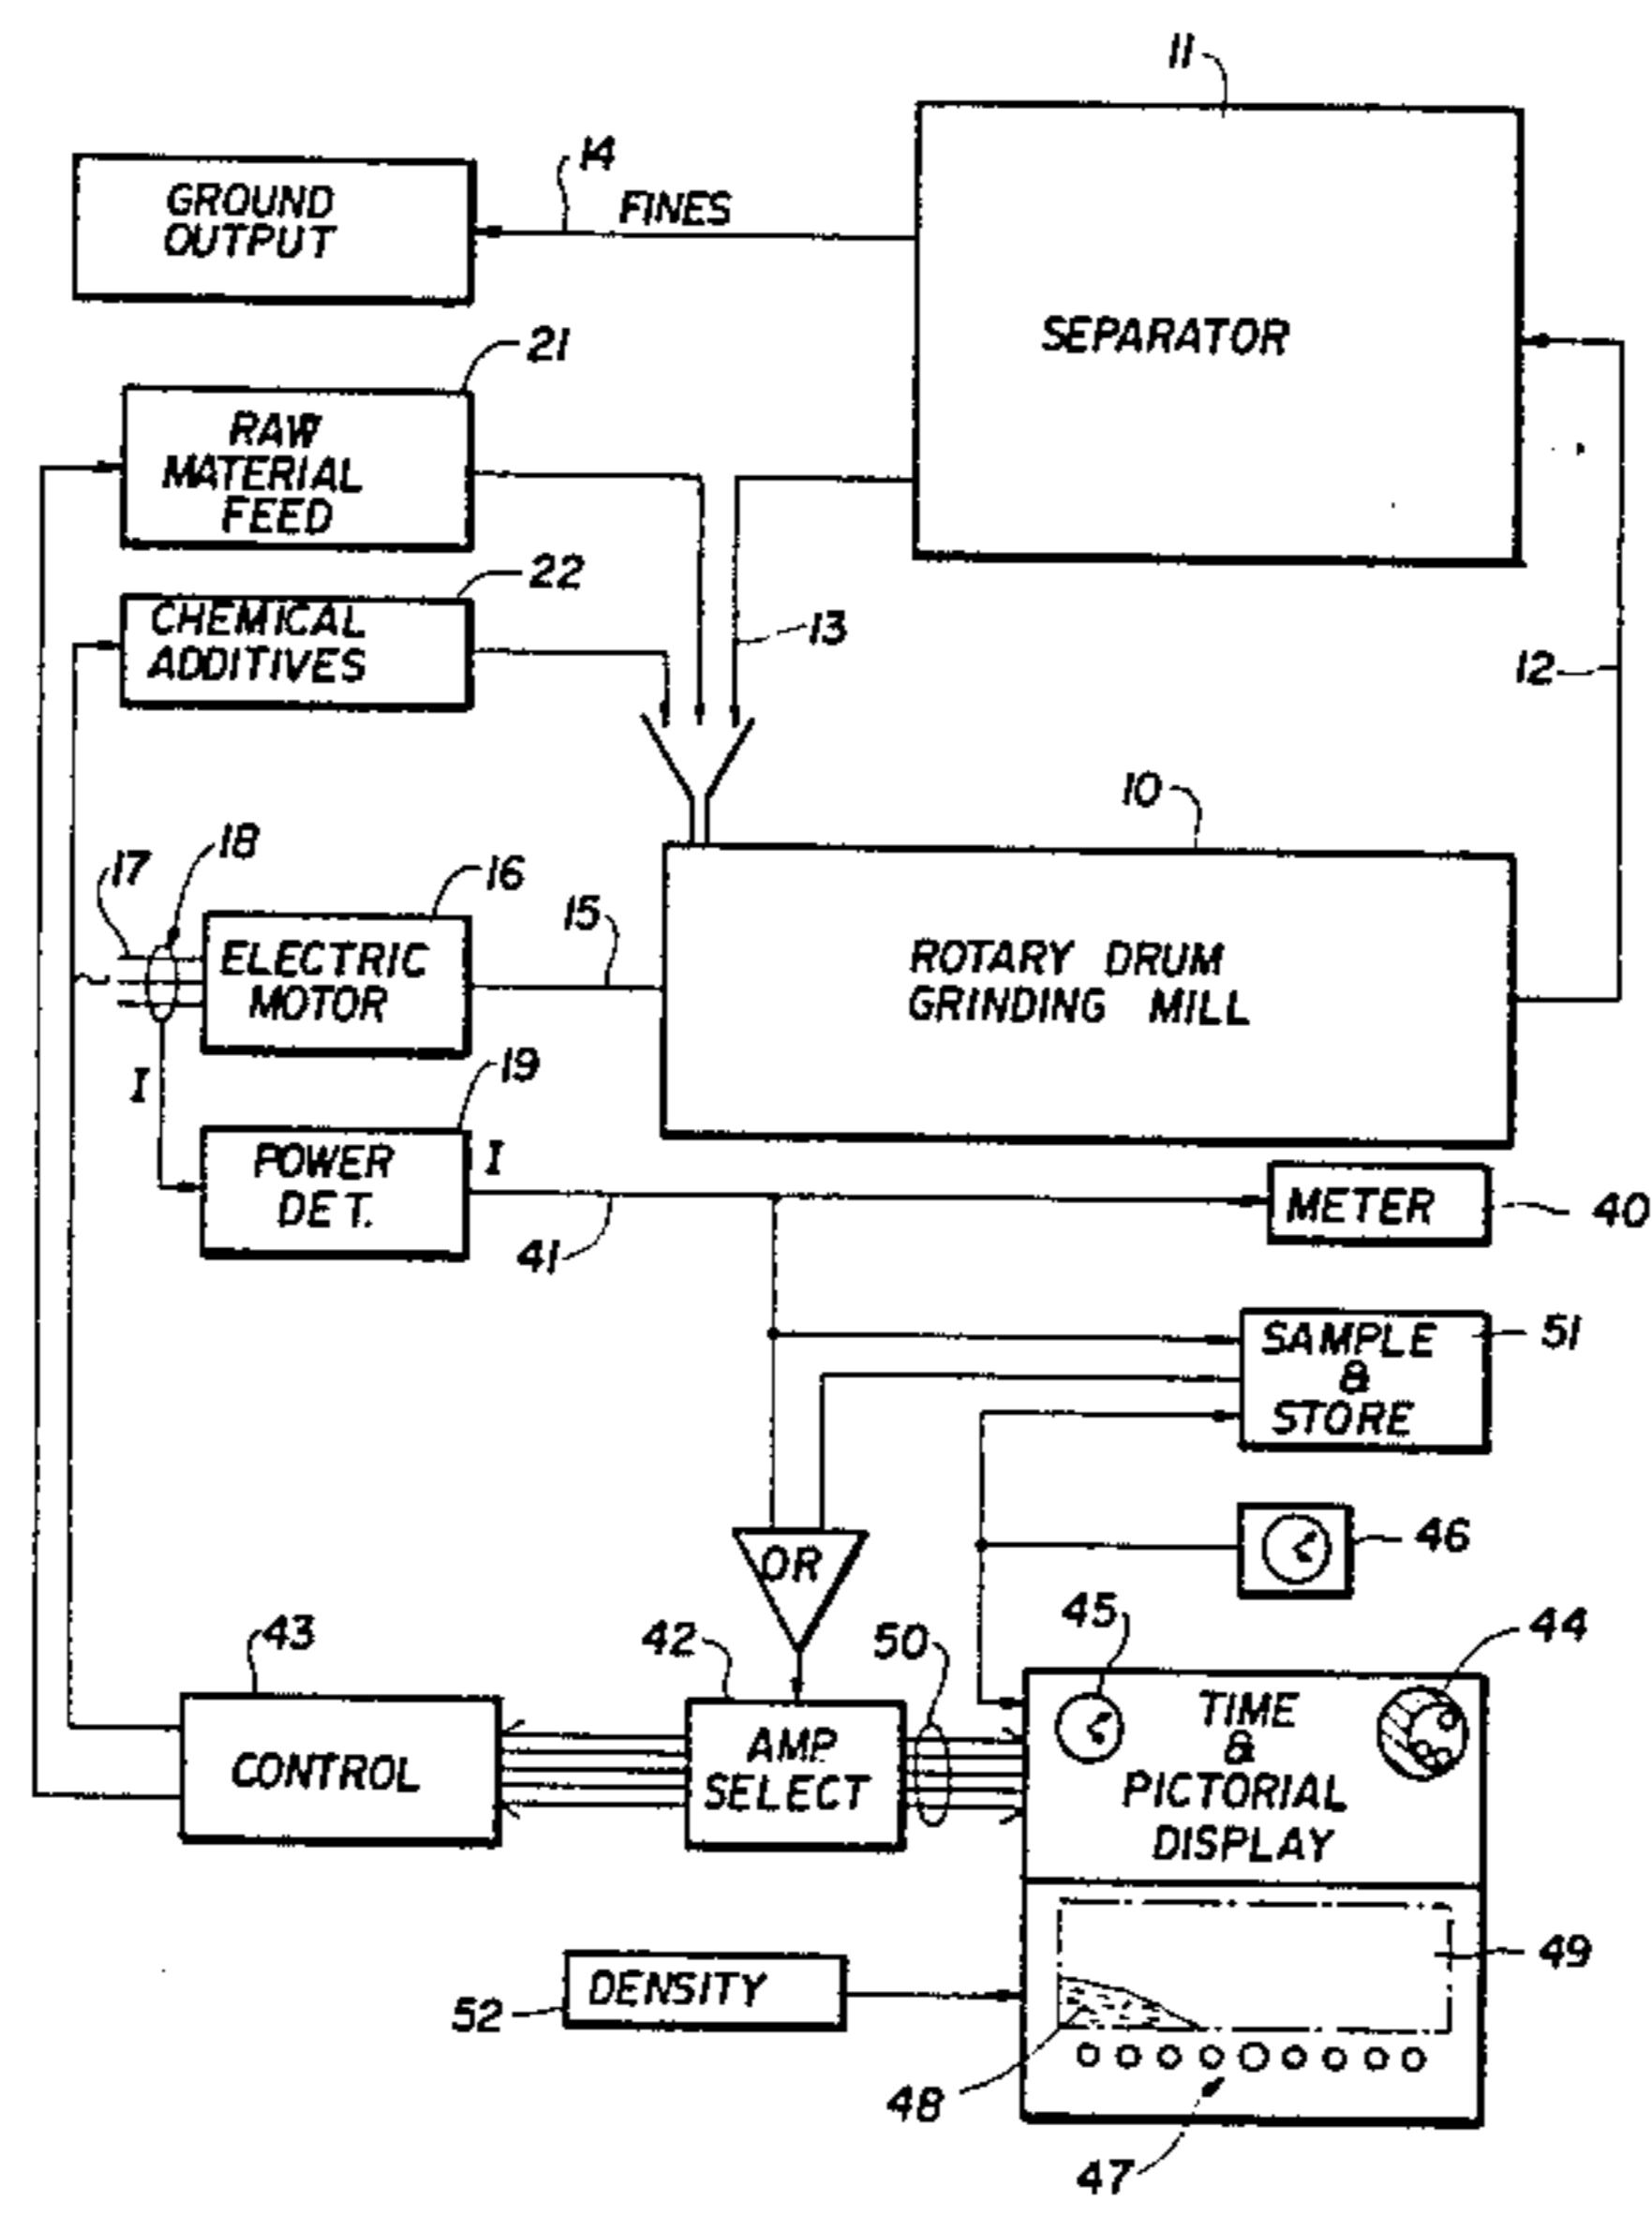 11
14
FINES
GROUND
OUTPUT
SEPARATOR
21
RAW
MATERIAL
FEED
22
CHEMICAL
ADDITIVES
13
12
10
17
18
16
15
ELECTRIC
MOTOR
ROTARY DRUM
GRINDING MILL
I
19
POWER
DET.
I
41
METER
40
SAMPLE
&
STORE
51
OR
46
43
42
50
45
44
CONTROL
AMP
SELECT
TIME
&
PICTORIAL
DISPLAY
49
52
DENSITY
48
47